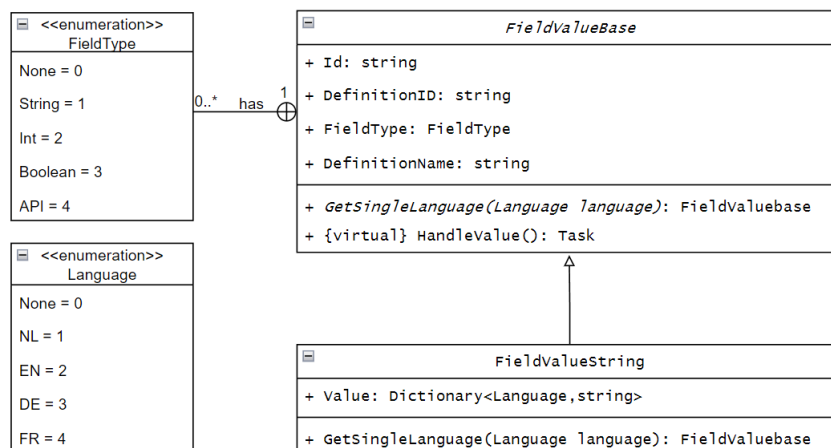 <<enumeration>>
FieldType
None = 0
String = 1
Int = 2
Boolean = 3
API = 4
0..* has 1
FieldValueBase
+ Id: string
+ DefinitionID: string
+ FieldType: FieldType
+ DefinitionName: string
+ GetSingleLanguage(Language language): FieldValuebase
+ {virtual} HandleValue(): Task
<<enumeration>>
Language
None = 0
NL = 1
EN = 2
DE = 3
FR = 4
FieldValueString
+ Value: Dictionary<Language,string>
+ GetSingleLanguage(Language language): FieldValuebase